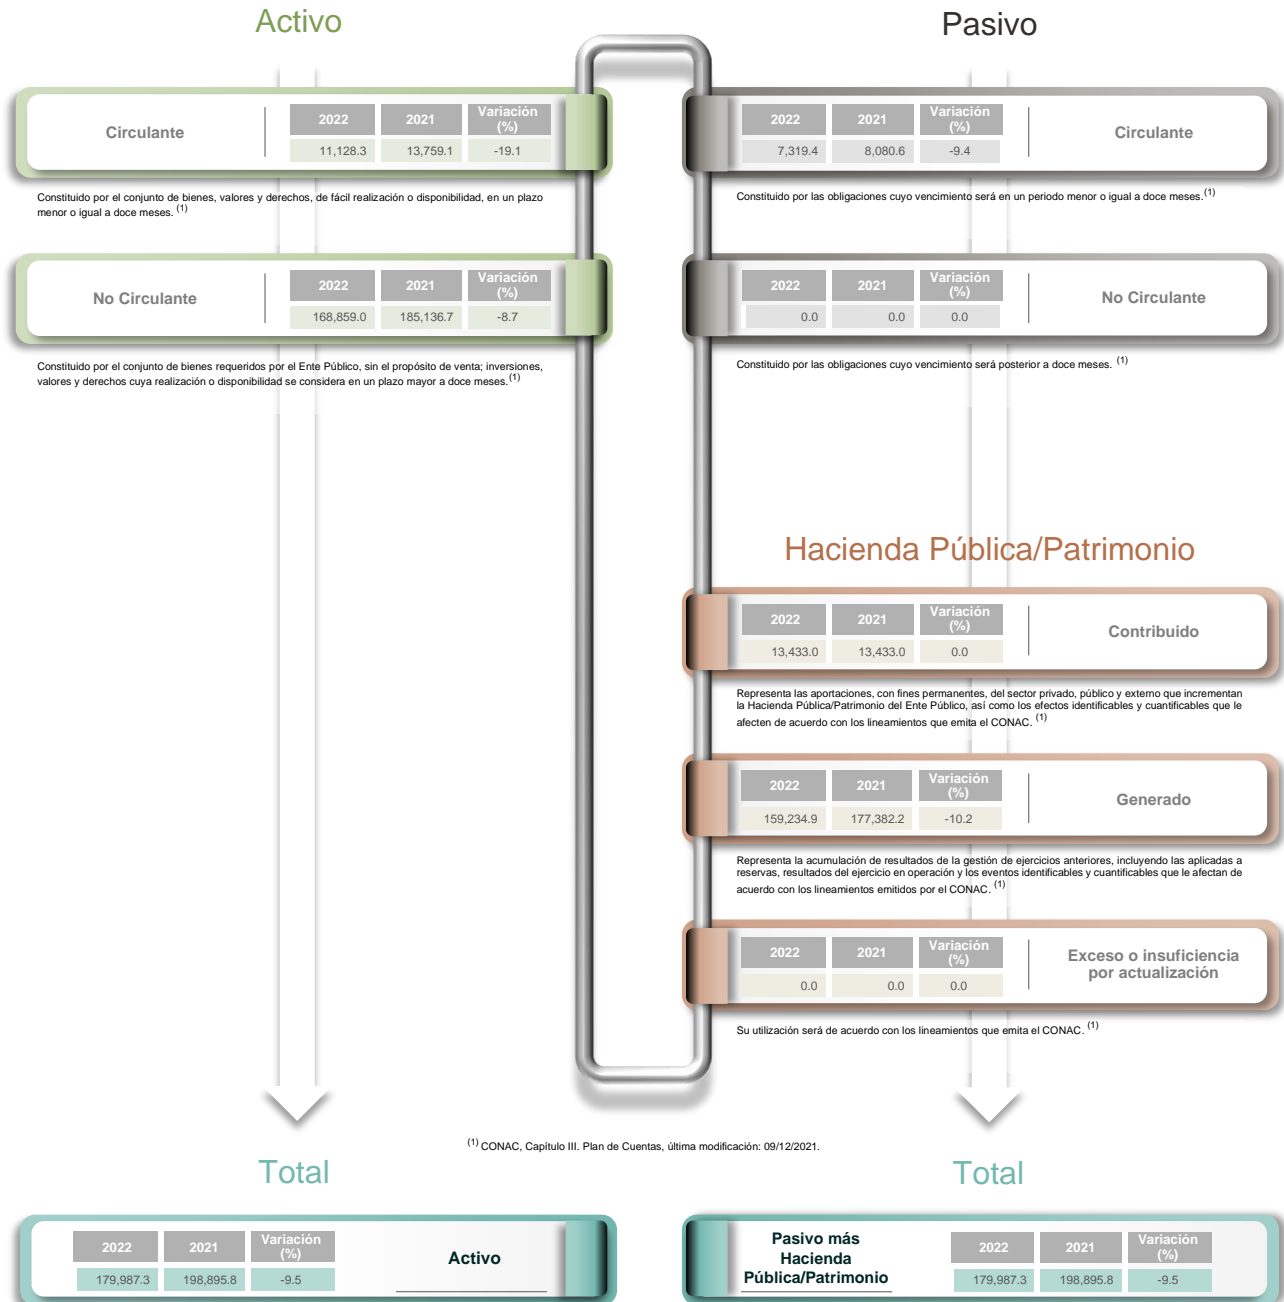 Activo
Circulante
2022 2021 Variación (%)
11,128.3 13,759.1 -19.1
Constituido por el conjunto de bienes, valores y derechos, de fácil realización o disponibilidad, en un plazo
menor o igual a doce meses. (1)
No Circulante
2022 2021 Variación (%)
168,859.0 185,136.7 -8.7
Constituido por el conjunto de bienes requeridos por el Ente Público, sin el propósito de venta; inversiones,
valores y derechos cuya realización o disponibilidad se considera en un plazo mayor a doce meses. (1)
Pasivo
2022 2021 Variación (%)
7,319.4 8,080.6 -9.4
Circulante
Constituido por las obligaciones cuyo vencimiento será en un periodo menor o igual a doce meses. (1)
2022 2021 Variación (%)
0.0 0.0 0.0
No Circulante
Constituido por las obligaciones cuyo vencimiento será posterior a doce meses. (1)
Hacienda Pública/Patrimonio
2022 2021 Variación (%)
13,433.0 13,433.0 0.0
Contribuido
Representa las aportaciones, con fines permanentes, del sector privado, público y externo que incrementan
la Hacienda Pública/Patrimonio del Ente Público, así como los efectos identificables y cuantificables que le
afecten de acuerdo con los lineamientos que emita el CONAC. (1)
2022 2021 Variación (%)
159,234.9 177,382.2 -10.2
Generado
Representa la acumulación de resultados de la gestión de ejercicios anteriores, incluyendo las aplicadas a
reservas, resultados del ejercicio en operación y los eventos identificables y cuantificables que le afectan de
acuerdo con los lineamientos emitidos por el CONAC. (1)
2022 2021 Variación (%)
0.0 0.0 0.0
Exceso o insuficiencia
por actualización
Su utilización será de acuerdo con los lineamientos que emita el CONAC. (1)
(1) CONAC, Capítulo III. Plan de Cuentas, última modificación: 09/12/2021.
Total
2022 2021 Variación (%)
179,987.3 198,895.8 -9.5
Activo
Total
Pasivo más
Hacienda
Pública/Patrimonio
2022 2021 Variación (%)
179,987.3 198,895.8 -9.5